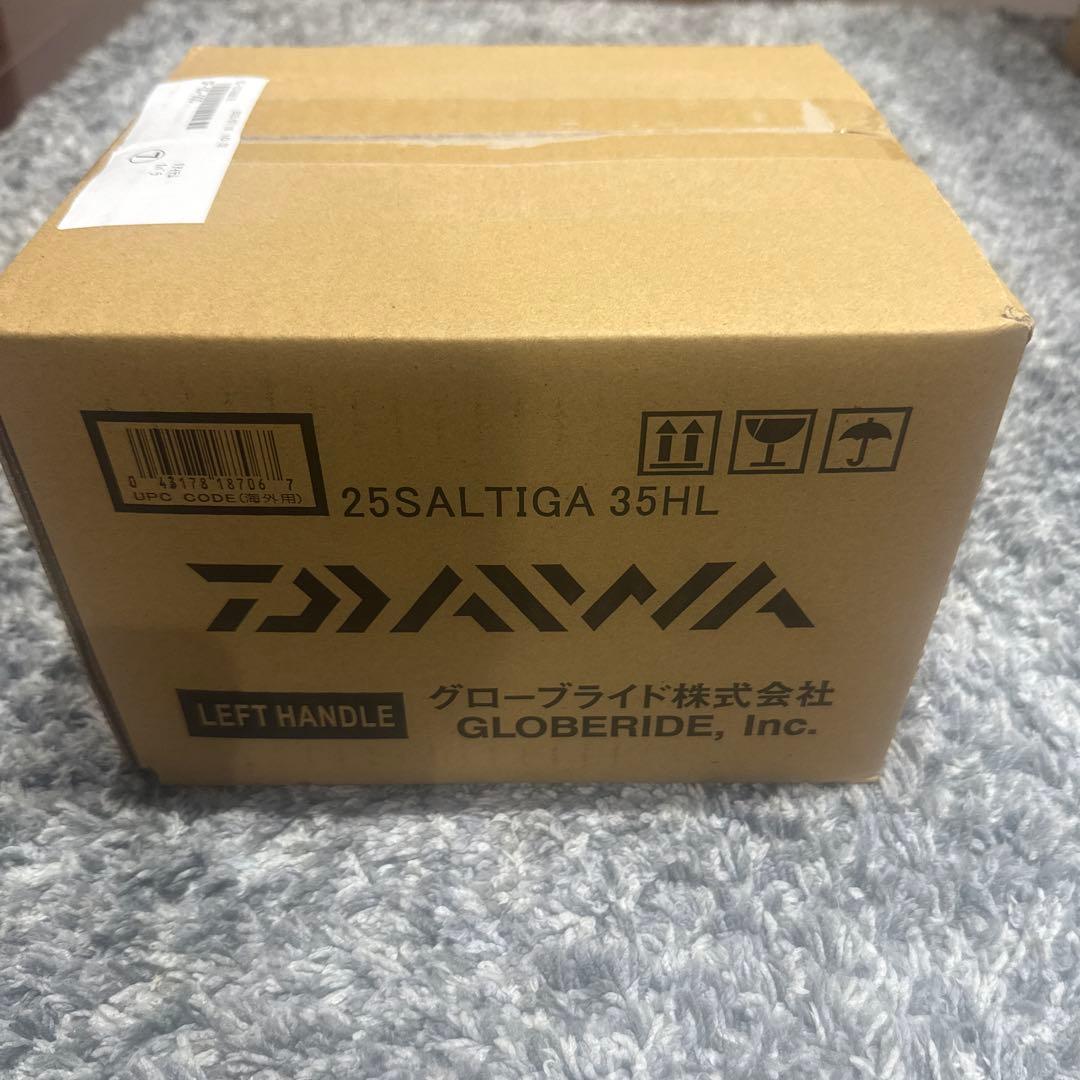 0 43178 18706 7
UPC CODE(海外用)
25SALTIGA 35HL
DAIWA
LEFT HANDLE
グローブライド株式会社
GLOBERIDE, Inc.